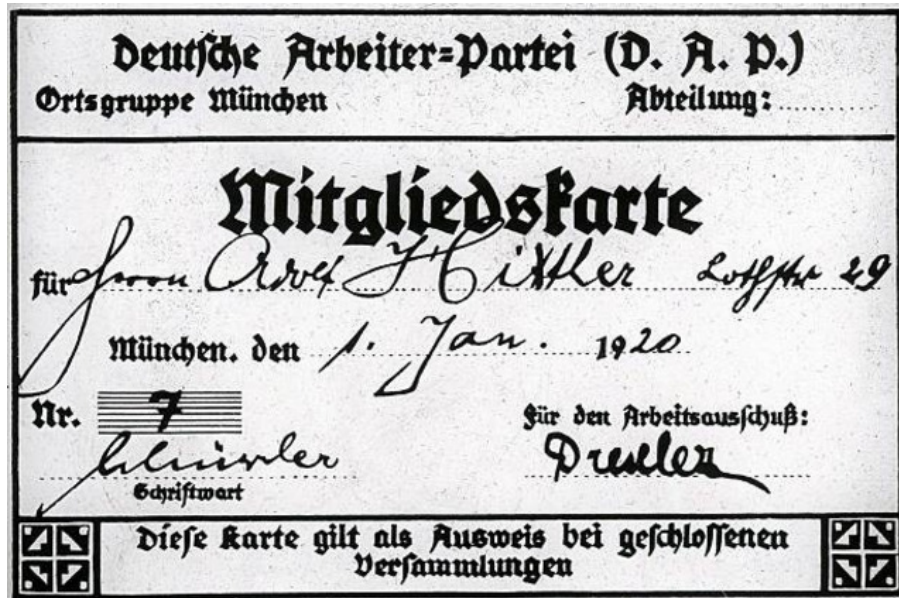 Deutsche Arbeiter=Partei (D. A. P.)
Ortsgruppe München Abteilung:
Mitgliedskarte
für Herrn Adolf Hittler Lothstr 29
München, den 1. Jan. 1920
Nr. 7 Für den Arbeitsausschuß:
Schüssler Drexler
Schriftwart
Diese Karte gilt als Ausweis bei geschlossenen
Versammlungen